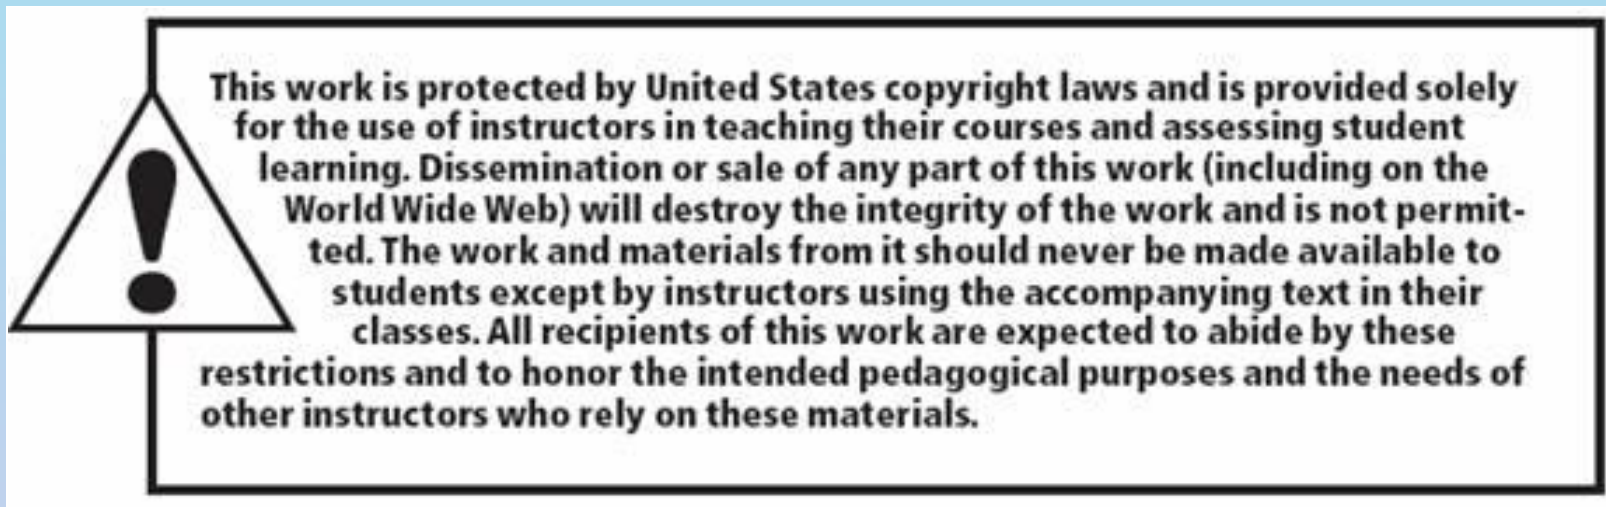 This work is protected by United States copyright laws and is provided solely
for the use of instructors in teaching their courses and assessing student
learning. Dissemination or sale of any part of this work (including on the
World Wide Web) will destroy the integrity of the work and is not permit-
ted. The work and materials from it should never be made available to
students except by instructors using the accompanying text in their
classes. All recipients of this work are expected to abide by these
restrictions and to honor the intended pedagogical purposes and the needs of
other instructors who rely on these materials.